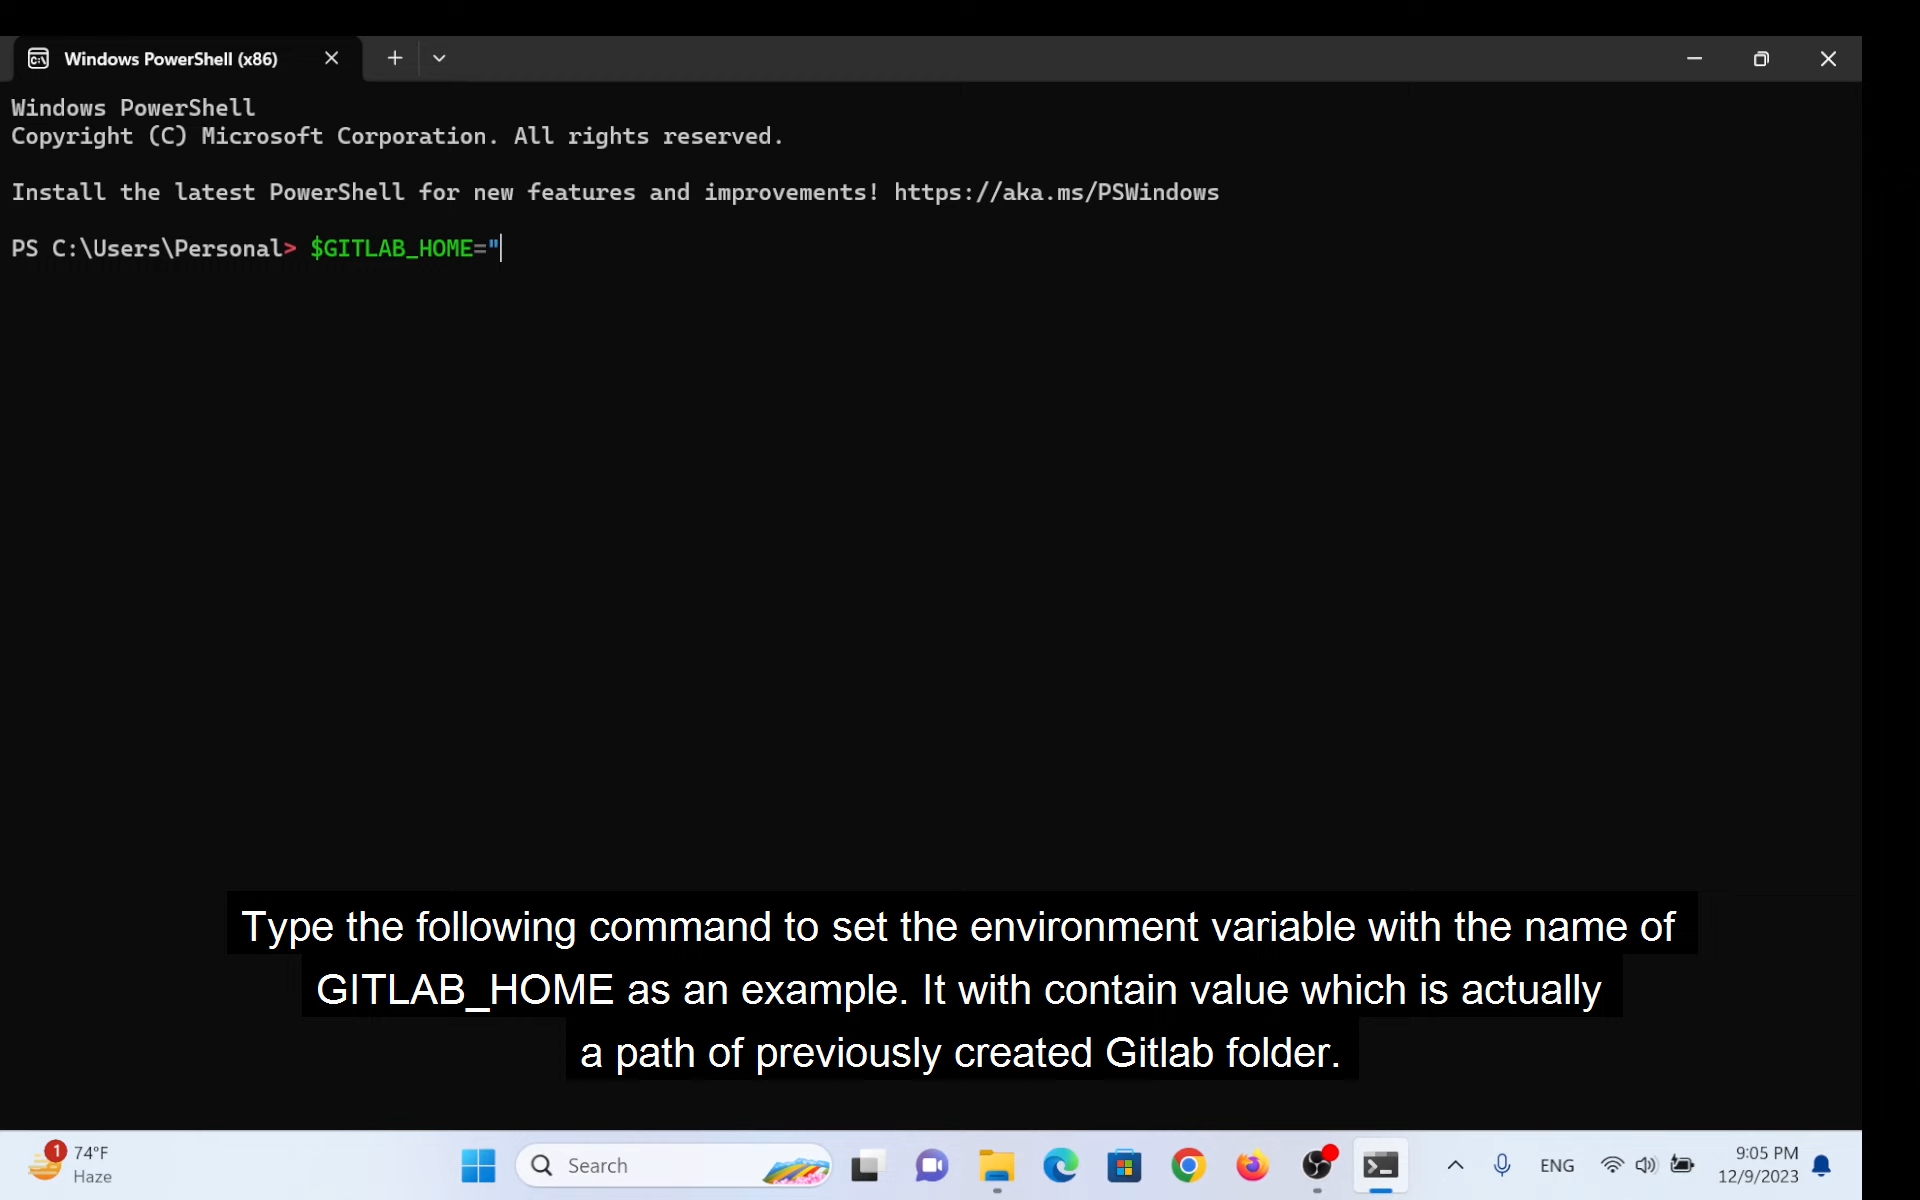 Windows PowerShell (x86)
Windows PowerShell
Copyright (C) Microsoft Corporation. All rights reserved.
Install the latest PowerShell for new features and improvements! https://aka.ms/PSWindows
PS C:\Users\Personal> $GITLAB_HOME="
Type the following command to set the environment variable with the name of
GITLAB_HOME as an example. It with contain value which is actually
a path of previously created Gitlab folder.
1
74°F
Haze
Search
ENG
9:05 PM
12/9/2023